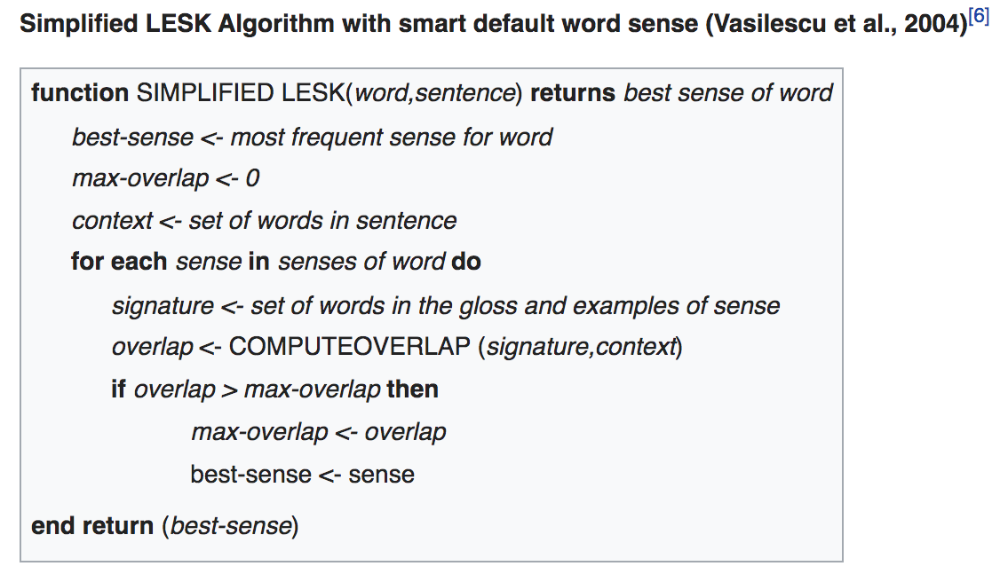 Simplified LESK Algorithm with smart default word sense (Vasilescu et al., 2004)[6]
function SIMPLIFIED LESK(word,sentence) returns best sense of word
best-sense <- most frequent sense for word
max-overlap <- 0
context <- set of words in sentence
for each sense in senses of word do
signature <- set of words in the gloss and examples of sense
overlap <- COMPUTEOVERLAP (signature,context)
if overlap > max-overlap then
max-overlap <- overlap
best-sense <- sense
end return (best-sense)